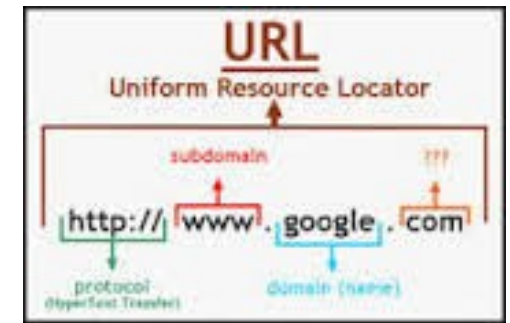 URL
Uniform Resource Locator
subdomain ???
http:// www . google . com
protocol domain (name)
(HyperText Transfer)